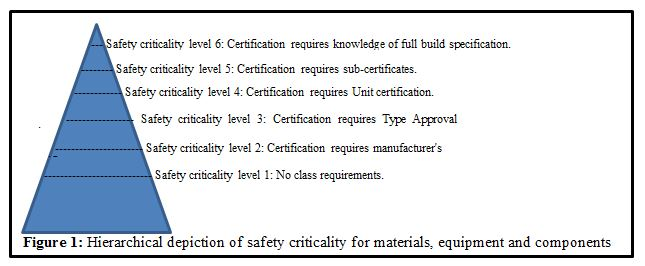 Safety criticality level 6: Certification requires knowledge of full build specification.
Safety criticality level 5: Certification requires sub-certificates.
Safety criticality level 4: Certification requires Unit certification.
Safety criticality level 3: Certification requires Type Approval
Safety criticality level 2: Certification requires manufacturer's
Safety criticality level 1: No class requirements.
Figure 1: Hierarchical depiction of safety criticality for materials, equipment and components